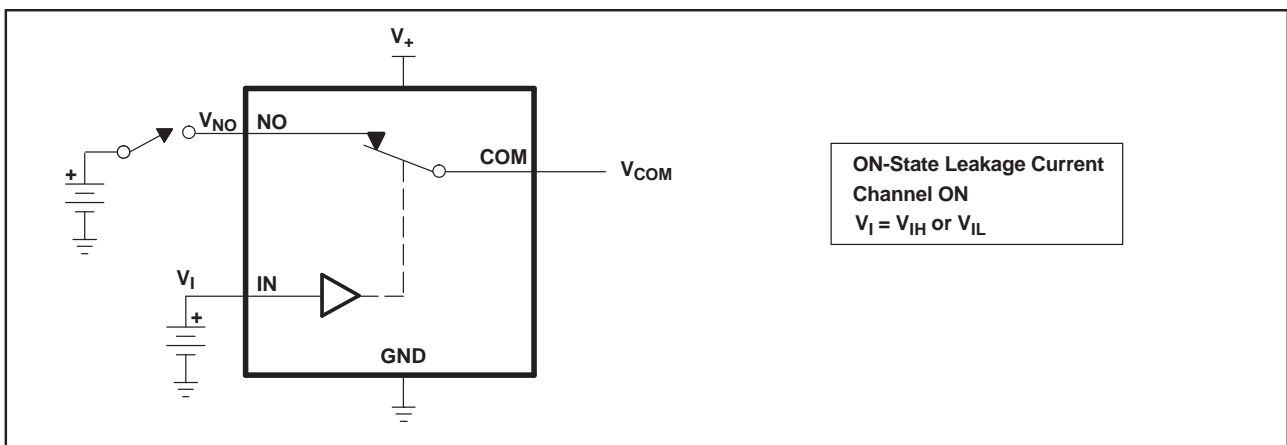 V+
VNO NO
COM VCOM
+
VI IN
+
GND
ON-State Leakage Current
Channel ON
VI = VIH or VIL